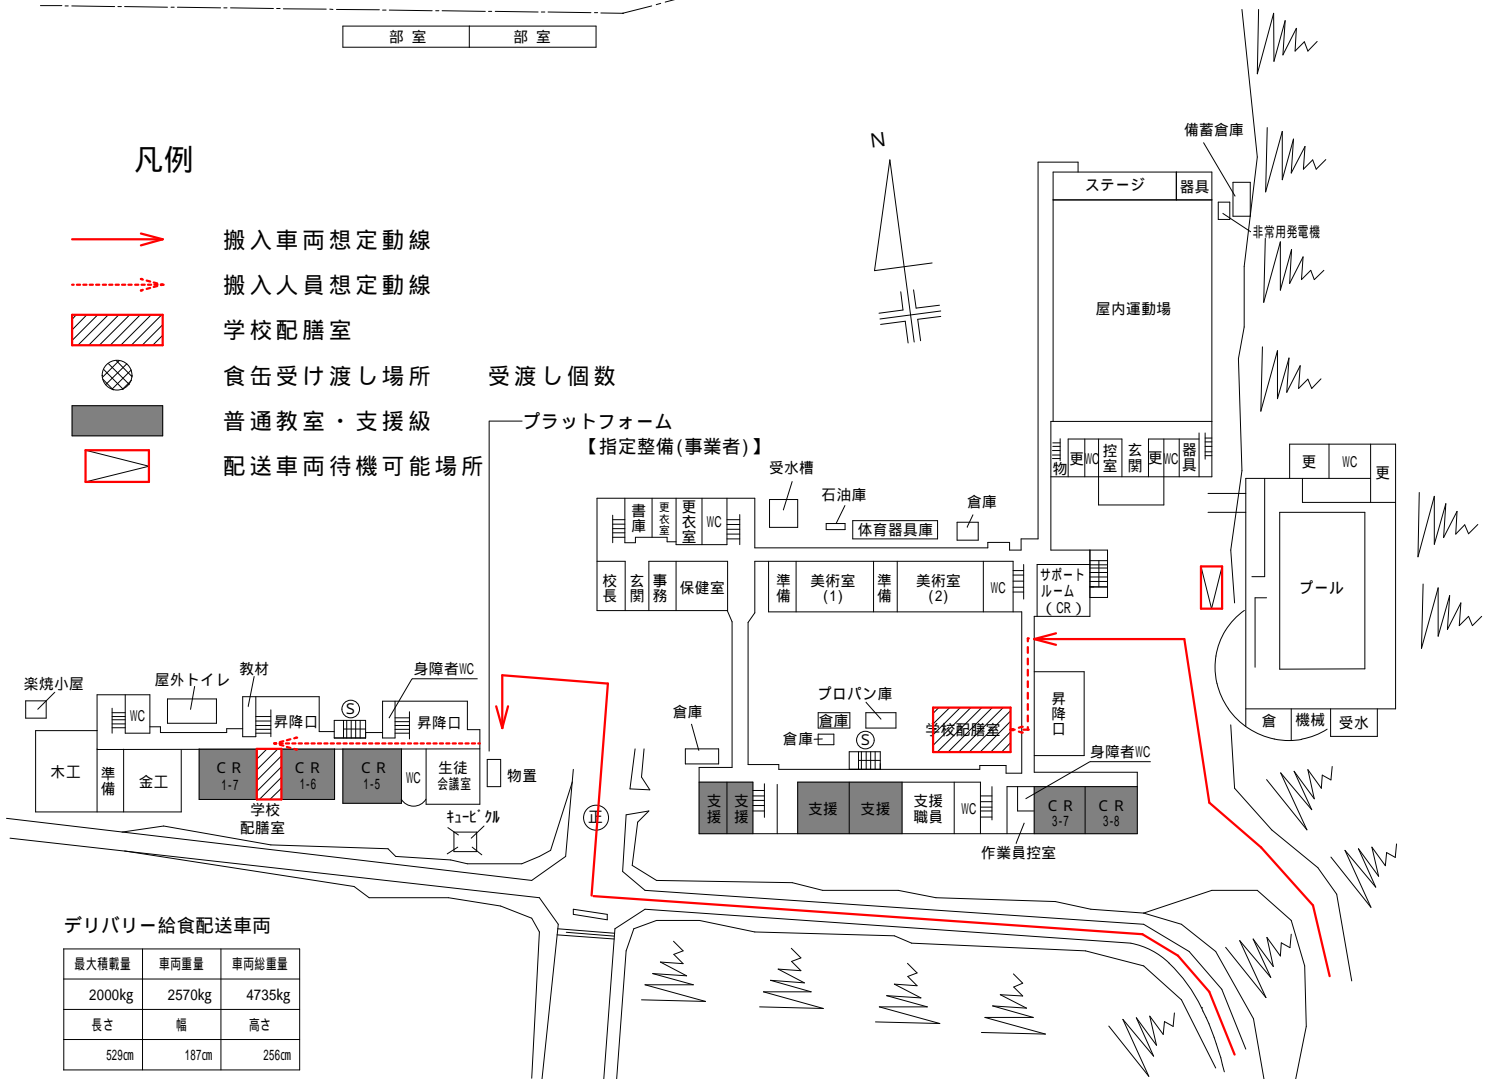 部室 部室
凡例
搬入車両想定動線
搬入人員想定動線
学校配膳室
食缶受け渡し場所 受渡し個数
普通教室・支援級
配送車両待機可能場所
プラットフォーム
【指定整備(事業者)】
N
備蓄倉庫
ステージ 器具
非常用発電機
屋内運動場
物 更 WC 控室 玄関 更 WC 器具
更 WC 更
プール
倉 機械 受水
受水槽
石油庫
体育器具庫
倉庫
書庫 更衣室 更衣室 WC
校長 玄関 事務 保健室
準備 美術室(1) 準備 美術室(2) WC
サポート
ルーム
(CR)
昇降口
プロパン庫
倉庫
倉庫
倉庫
S
学校配膳室
身障者WC
支援 支援 支援 支援 支援職員 WC
CR
3-7
CR
3-8
作業員控室
楽焼小屋
屋外トイレ
教材
身障者WC
WC 昇降口 S 昇降口
木工 準備 金工
CR
1-7
CR
1-6
CR
1-5
WC
生徒
会議室
物置
学校
配膳室
キュービクル
正
デリバリー給食配送車両
最大積載量 車両重量 車両総重量
2000kg 2570kg 4735kg
長さ 幅 高さ
529cm 187cm 256cm